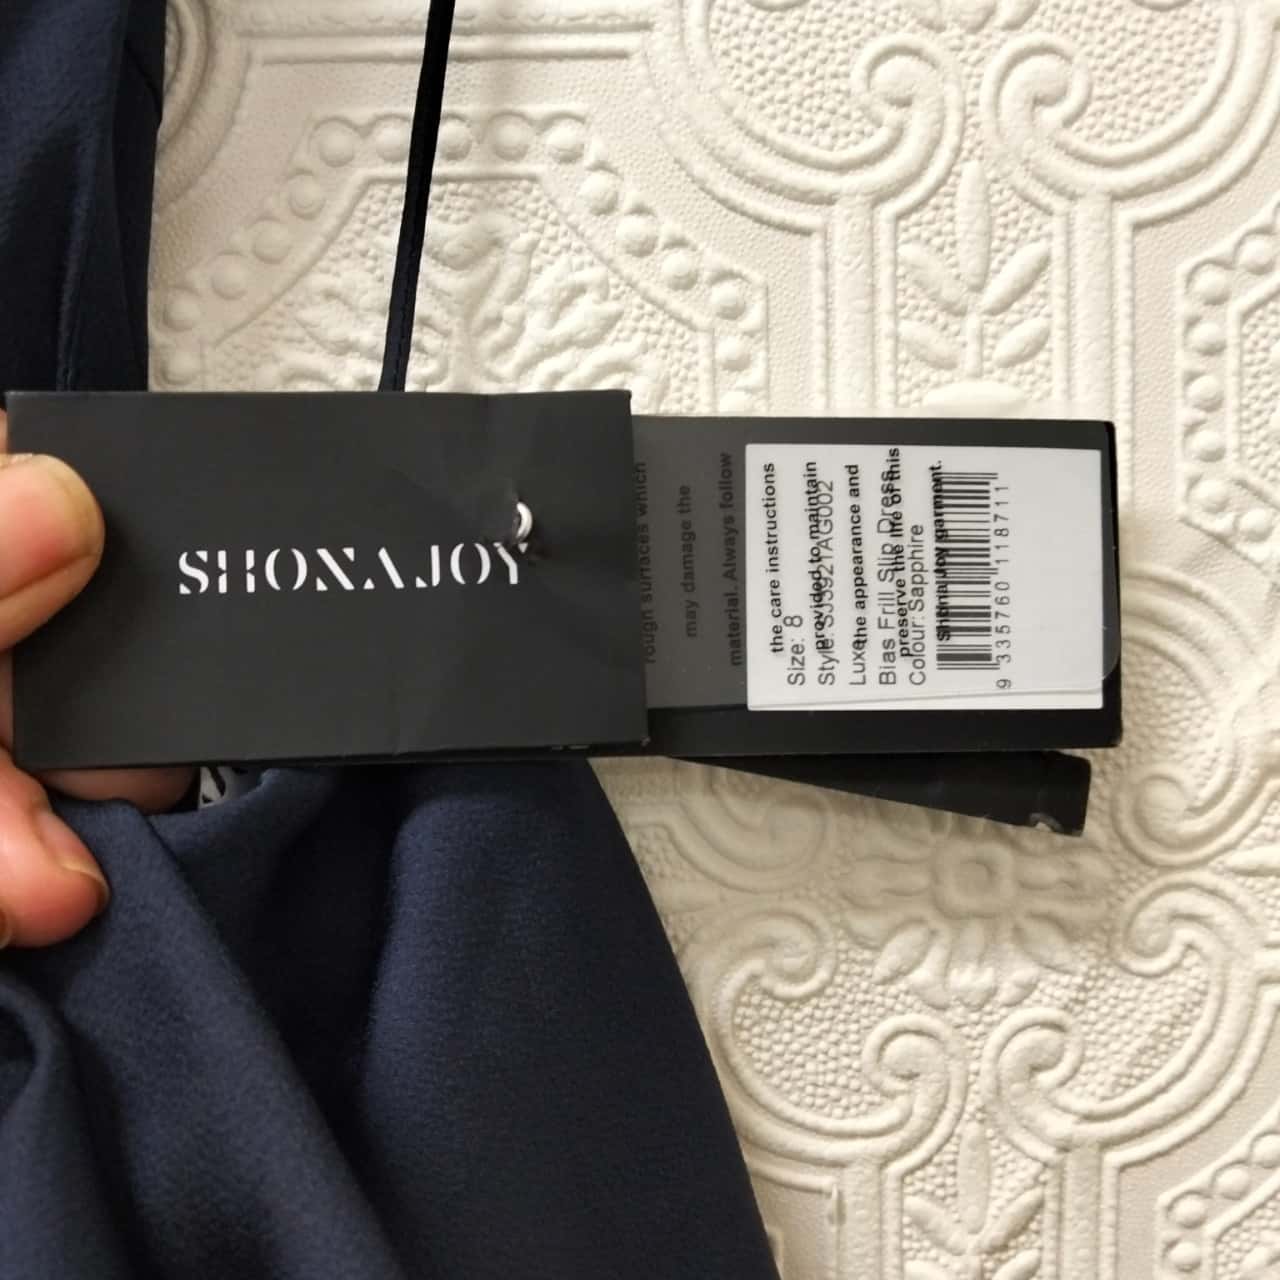 SHONA JOY
rough surfaces which
may damage the
material. Always follow
the care instructions
provided to maintain
the appearance and
preserve the life of this
Shona Joy garment.
Size: 8
Luxe
Bias Frill Slip Dress
Colour: Sapphire
9 335760 118711